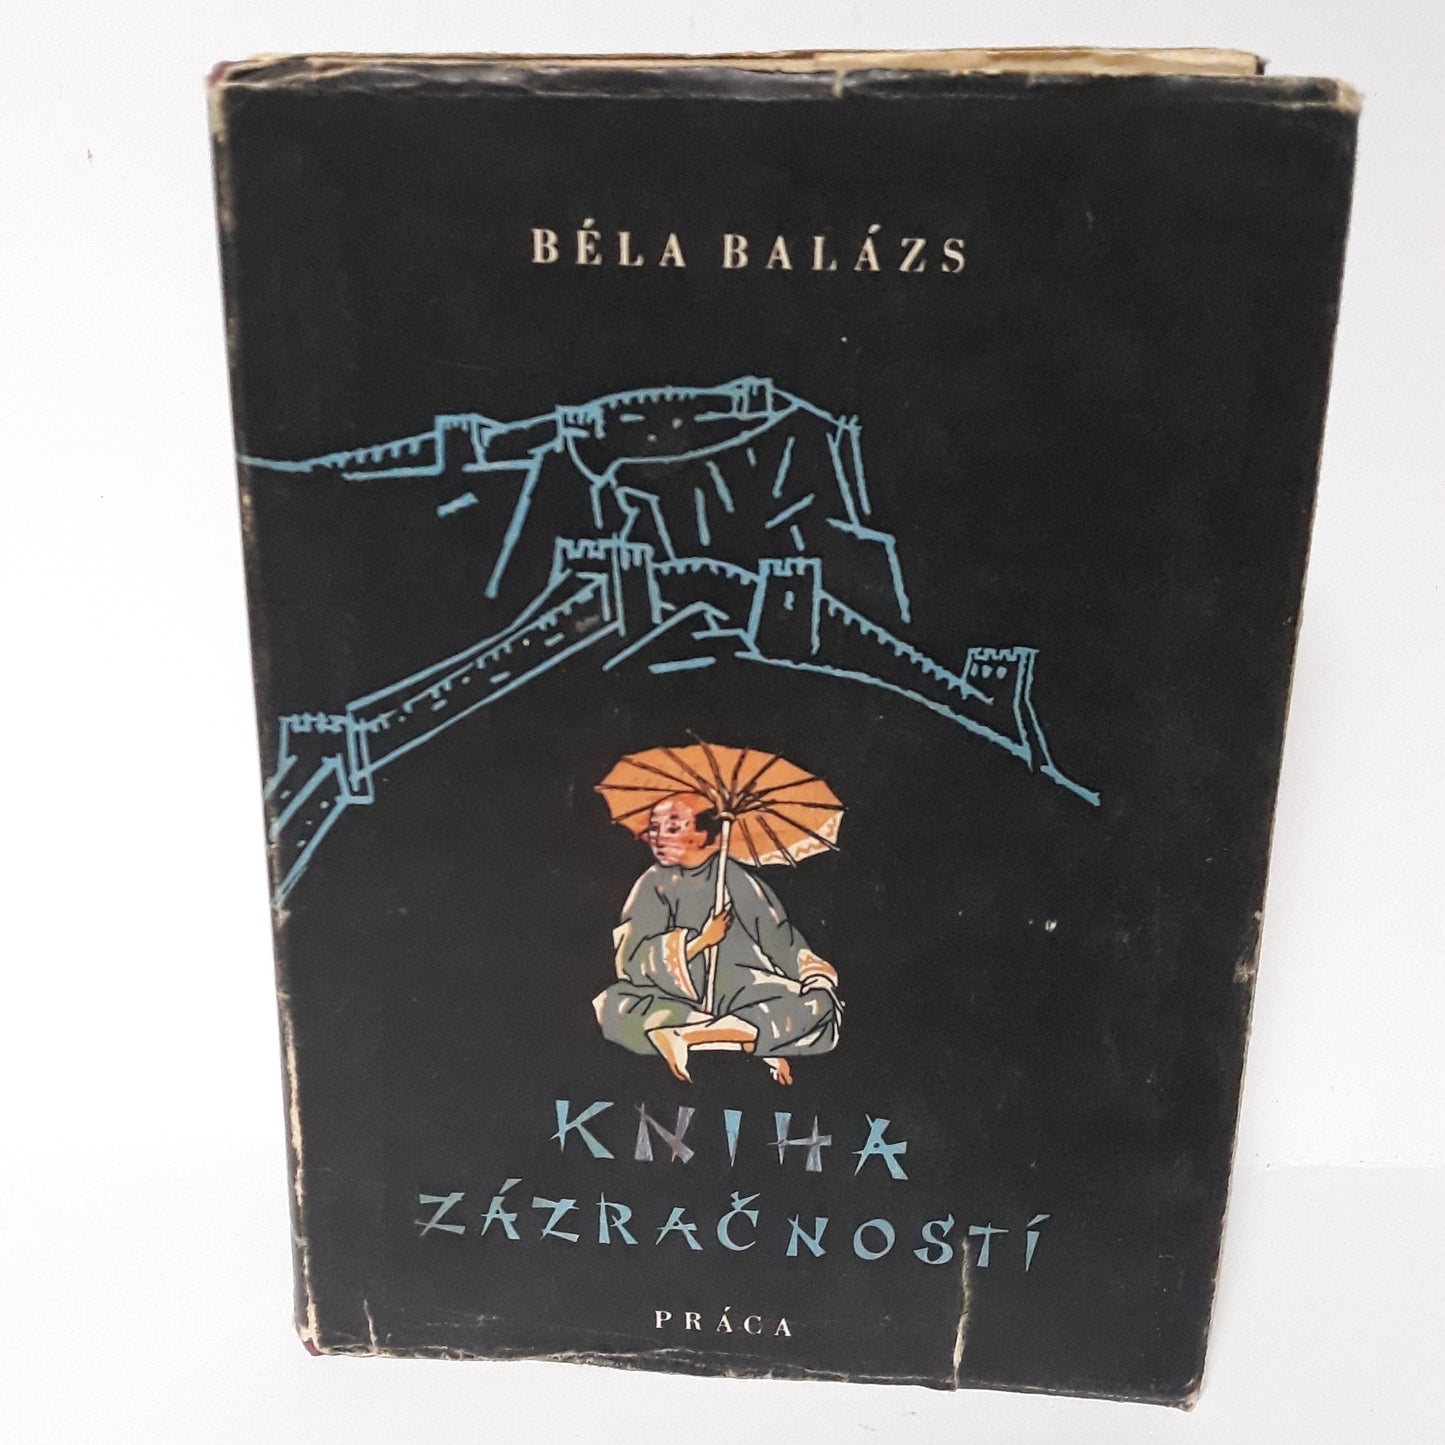 BÉLA BALÁZS
KNIHA
ZÁZRAČNOSTÍ
PRÁCA